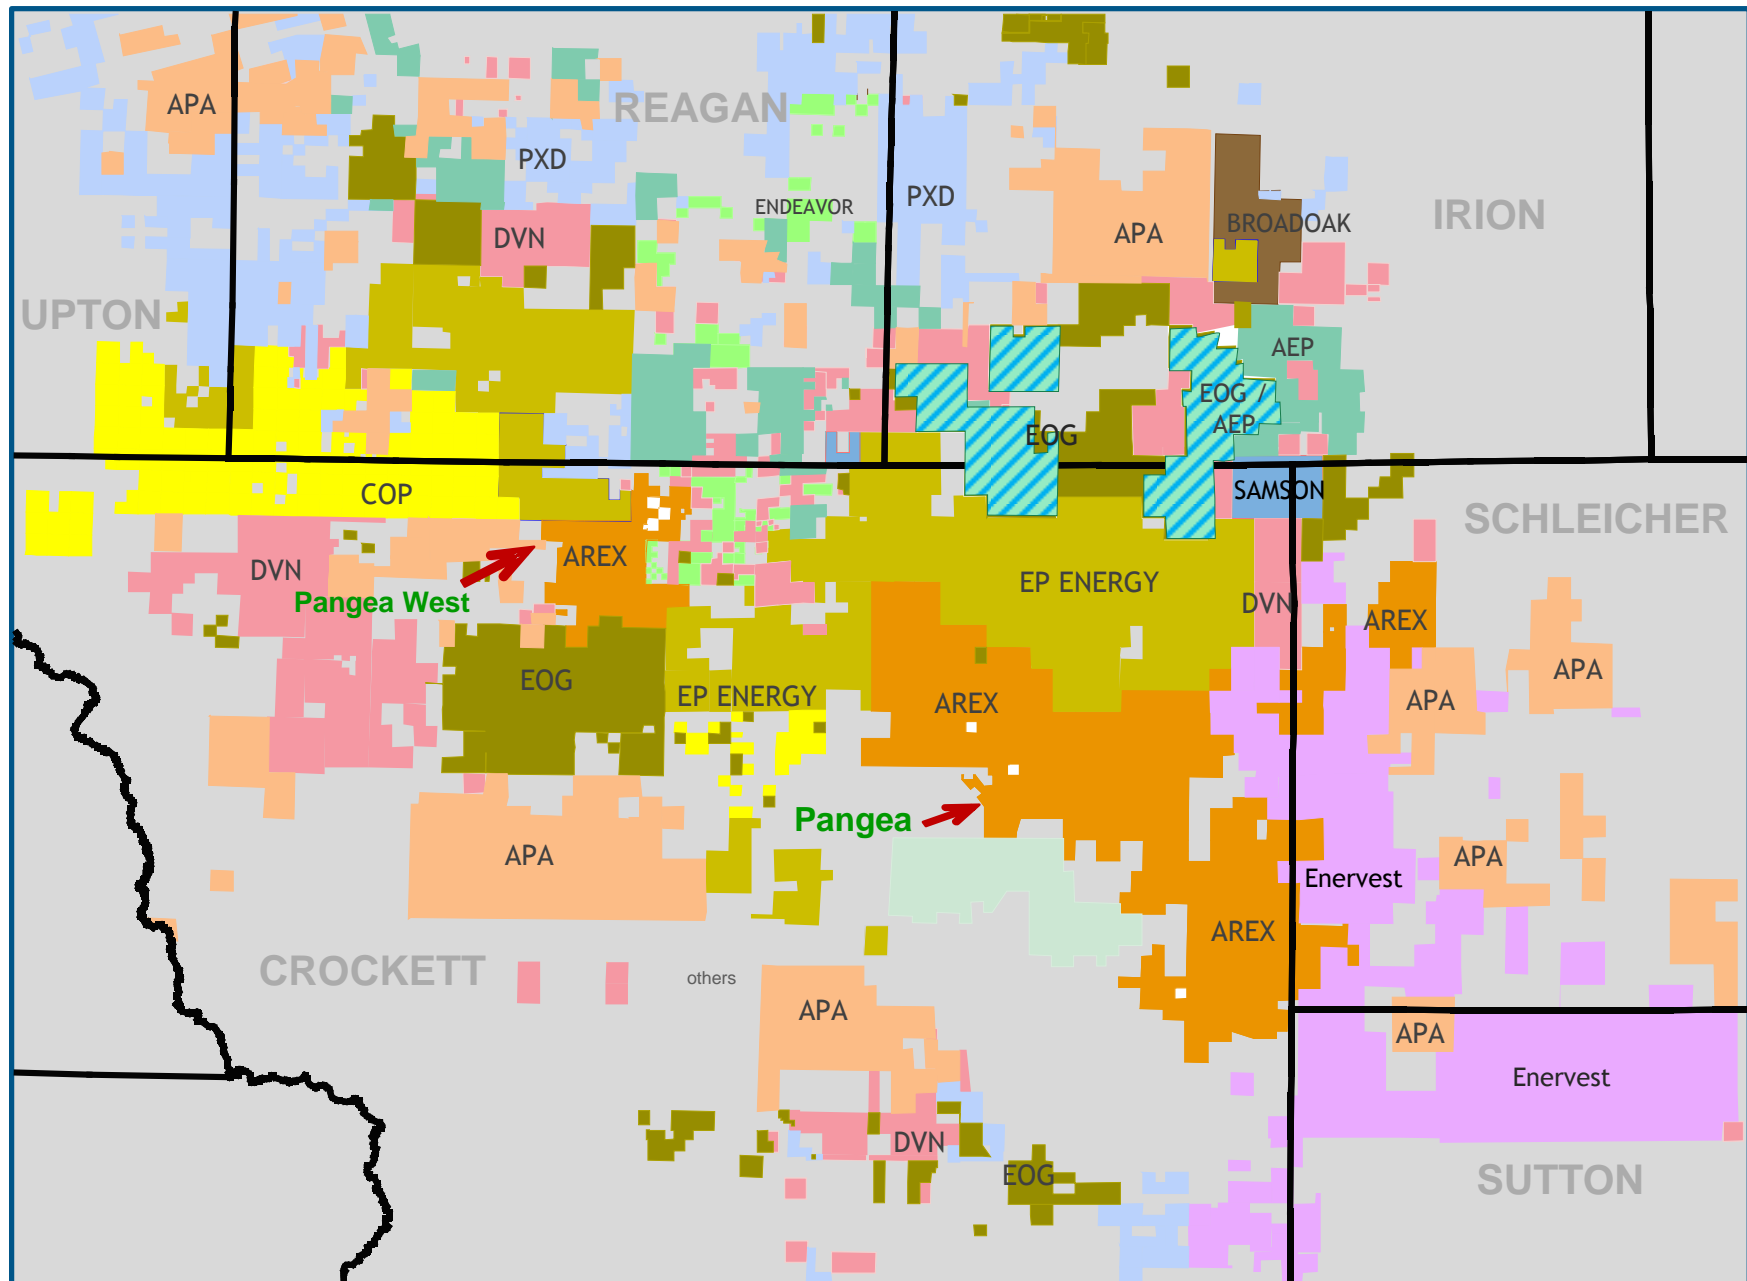 APA
REAGAN
PXD
PXD
ENDEAVOR
IRION
BROADOAK
APA
DVN
UPTON
AEP
EOG /
AEP
EOG
COP
SAMSON
SCHLEICHER
AREX
DVN
EP ENERGY
Pangea West
DVN
AREX
EOG
APA
EP ENERGY
AREX
APA
Pangea
APA
APA
Enervest
AREX
CROCKETT
others
APA
APA
Enervest
DVN
EOG
SUTTON